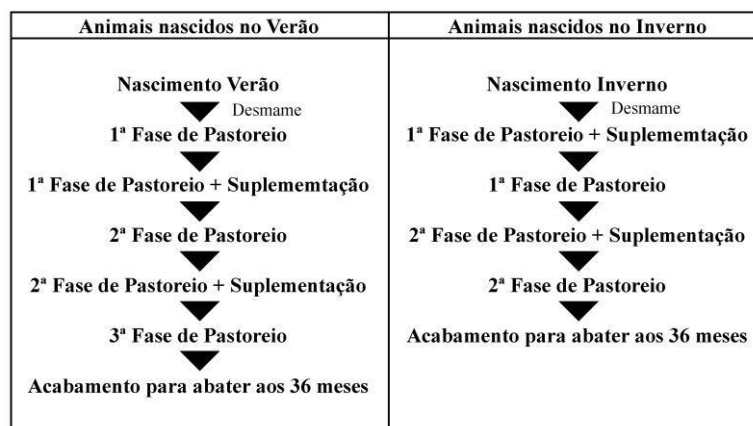 Animais nascidos no Verão
Nascimento Verão
Desmame
1ª Fase de Pastoreio
1ª Fase de Pastoreio + Suplememtação
2ª Fase de Pastoreio
2ª Fase de Pastoreio + Suplementação
3ª Fase de Pastoreio
Acabamento para abater aos 36 meses
Animais nascidos no Inverno
Nascimento Inverno
Desmame
1ª Fase de Pastoreio + Suplememtação
1ª Fase de Pastoreio
2ª Fase de Pastoreio + Suplementação
2ª Fase de Pastoreio
Acabamento para abater aos 36 meses